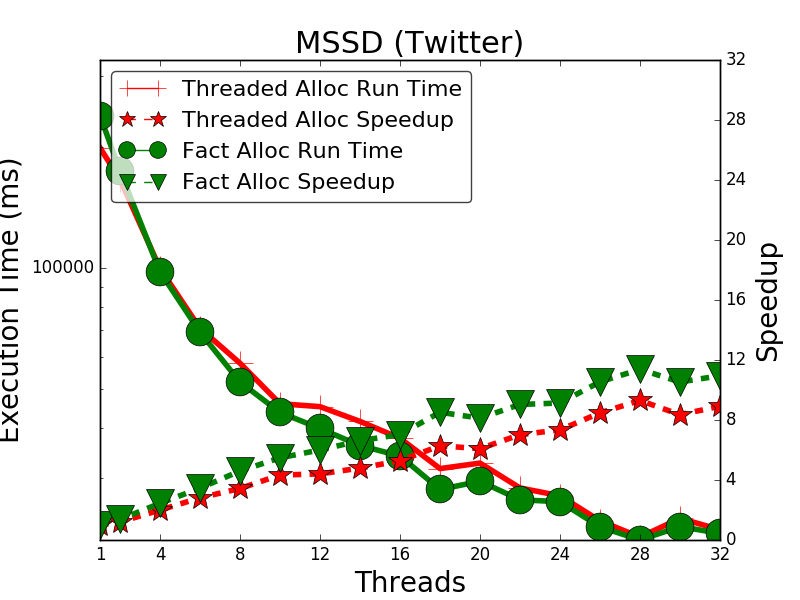 MSSD (Twitter)
Threaded Alloc Run Time
Threaded Alloc Speedup
Fact Alloc Run Time
Fact Alloc Speedup
Execution Time (ms)
100000
Speedup
32
28
24
20
16
12
8
4
0
1 4 8 12 16 20 24 28 32
Threads